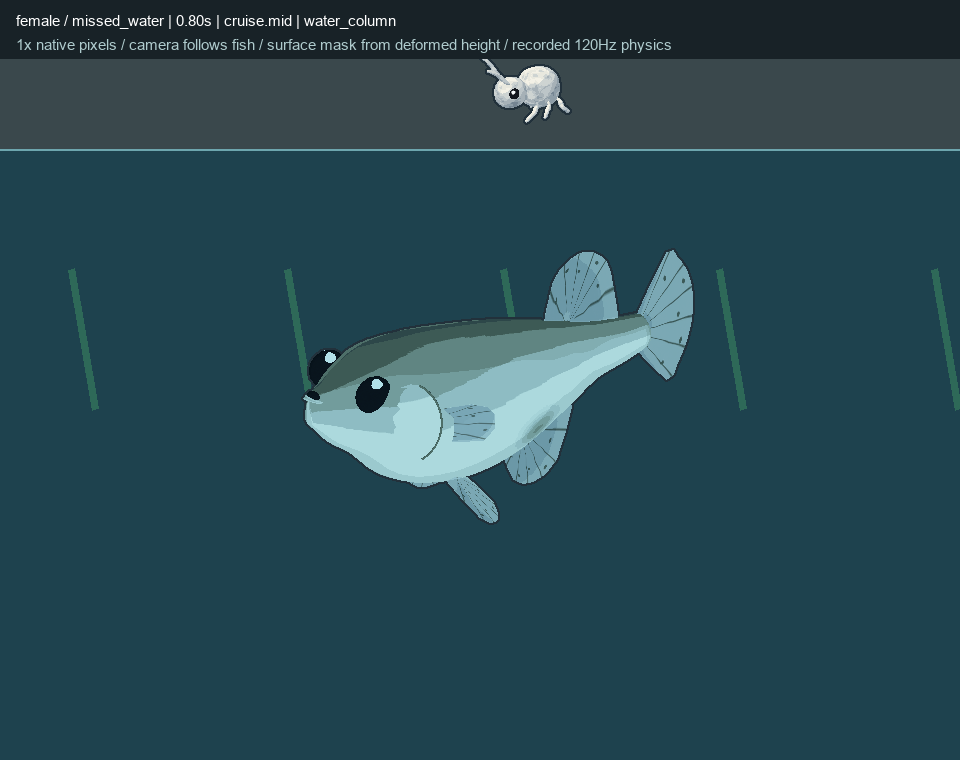 female / missed_water | 0.80s | cruise.mid | water_column
1x native pixels / camera follows fish / surface mask from deformed height / recorded 120Hz physics